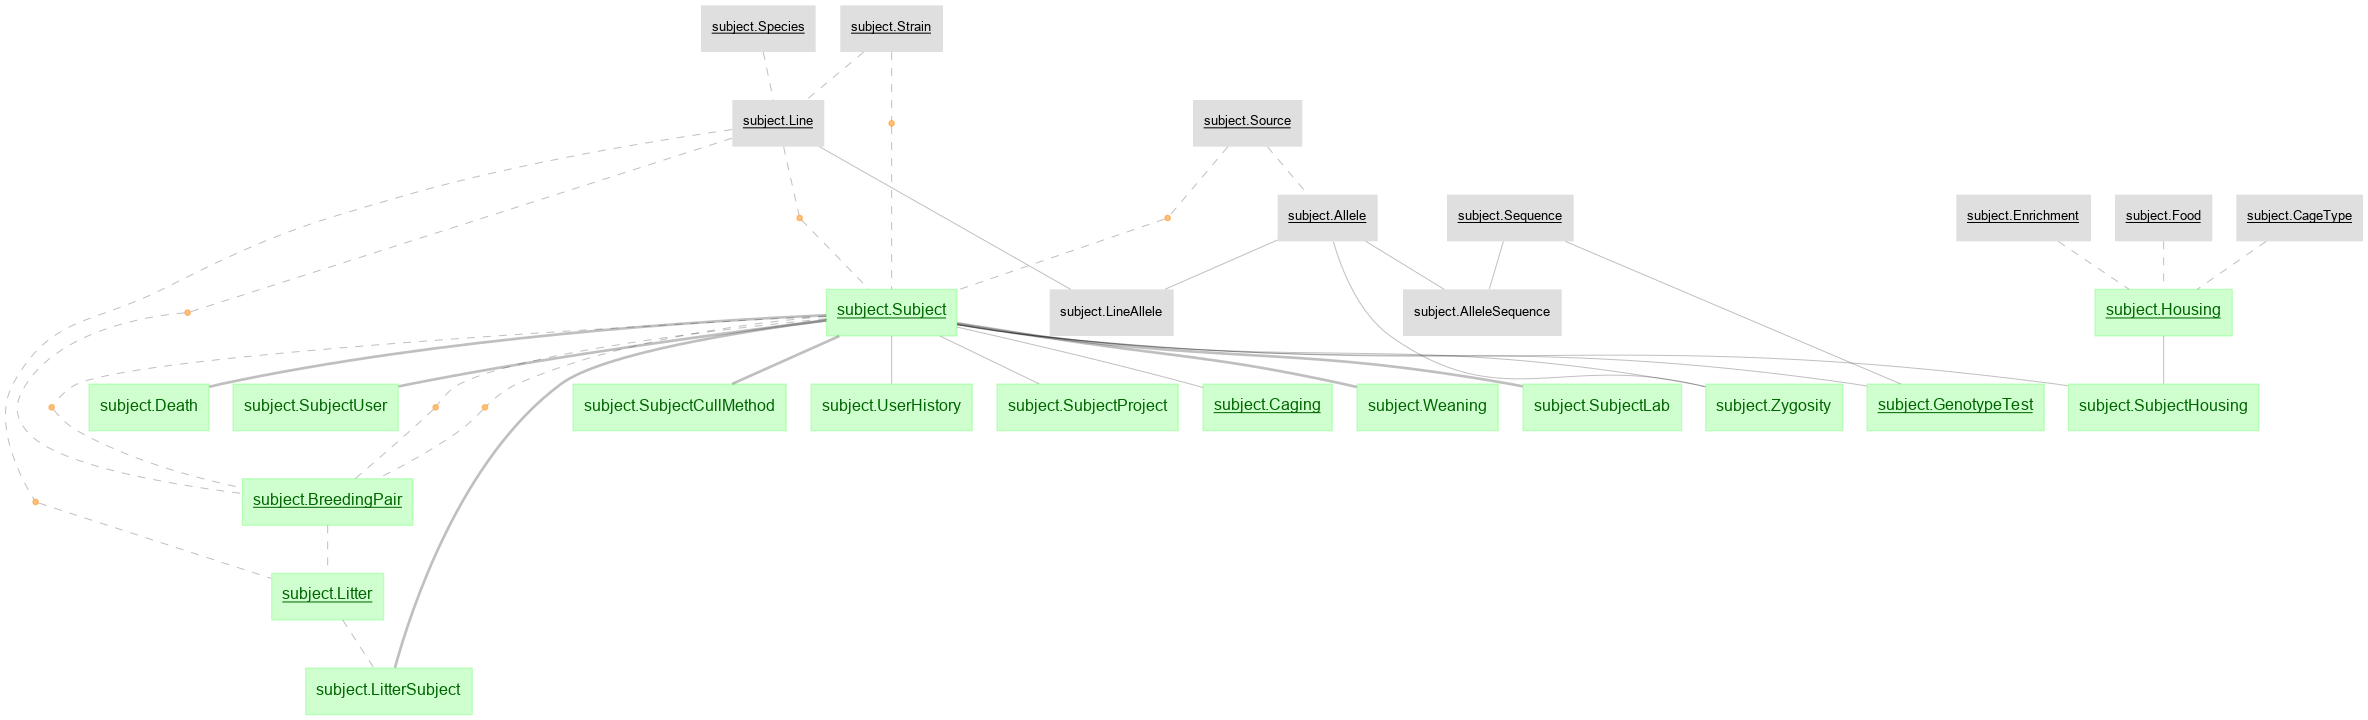 subject.Species
subject.Strain
subject.Line
subject.Source
subject.Allele
subject.Sequence
subject.Enrichment
subject.Food
subject.CageType
subject.Subject
subject.LineAllele
subject.AlleleSequence
subject.Housing
subject.Death
subject.SubjectUser
subject.SubjectCullMethod
subject.UserHistory
subject.SubjectProject
subject.Caging
subject.Weaning
subject.SubjectLab
subject.Zygosity
subject.GenotypeTest
subject.SubjectHousing
subject.BreedingPair
subject.Litter
subject.LitterSubject